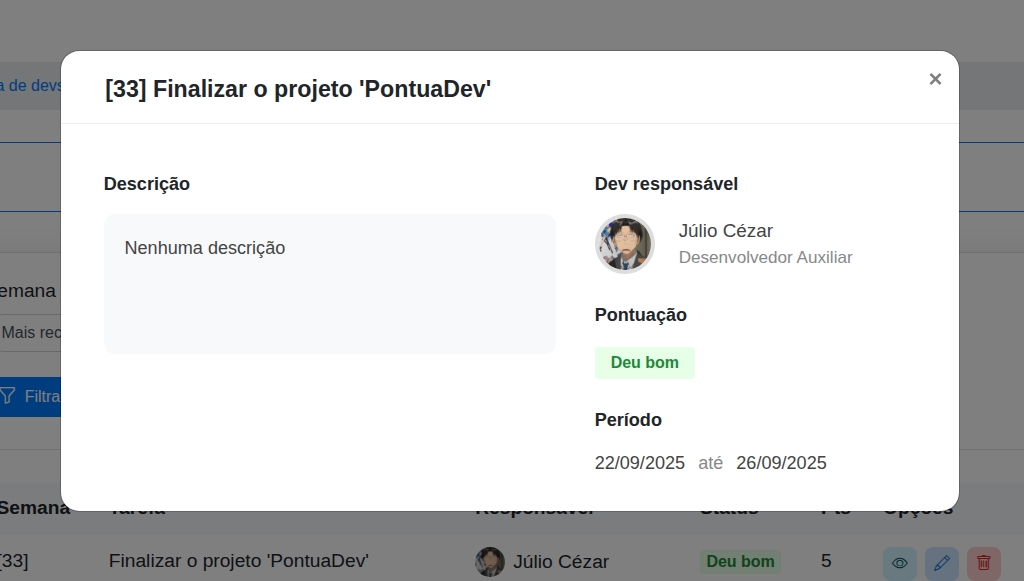 [33] Finalizar o projeto 'PontuaDev'
×
a de devs
Descrição
Nenhuma descrição
Dev responsável
Júlio Cézar
Desenvolvedor Auxiliar
Pontuação
Deu bom
Período
22/09/2025 até 26/09/2025
emana
Mais rec
Filtra
Semana Tarefa Responsável Status Pts Opções
[33] Finalizar o projeto 'PontuaDev' Júlio Cézar Deu bom 5